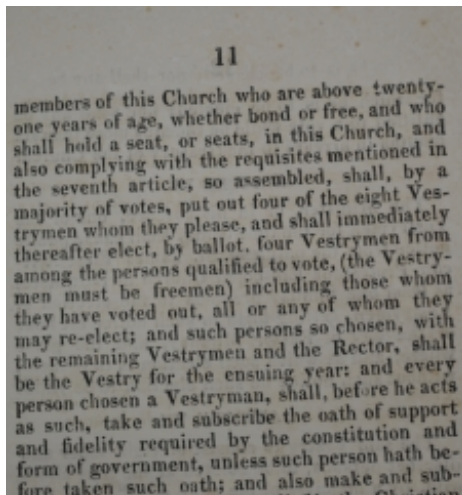 11
members of this Church who are above twenty-
one years of age, whether bond or free, and who
shall hold a seat, or seats, in this Church, and
also complying with the requisites mentioned in
the seventh article, so assembled, shall, by a
majority of votes, put out four of the eight Ves-
trymen whom they please, and shall immediately
thereafter elect, by ballot. four Vestrymen from
among the persons qualified to vote, (the Vestry-
men must be freemen) including those whom
they have voted out, all or any of whom they
may re-elect; and such persons so chosen, with
the remaining Vestrymen and the Rector, shall
be the Vestry for the ensuing year: and every
person chosen a Vestryman, shall, before he acts
as such, take and subscribe the oath of support
and fidelity required by the constitution and
form of government, unless such person hath be-
fore taken such oath; and also make and sub-
Christian